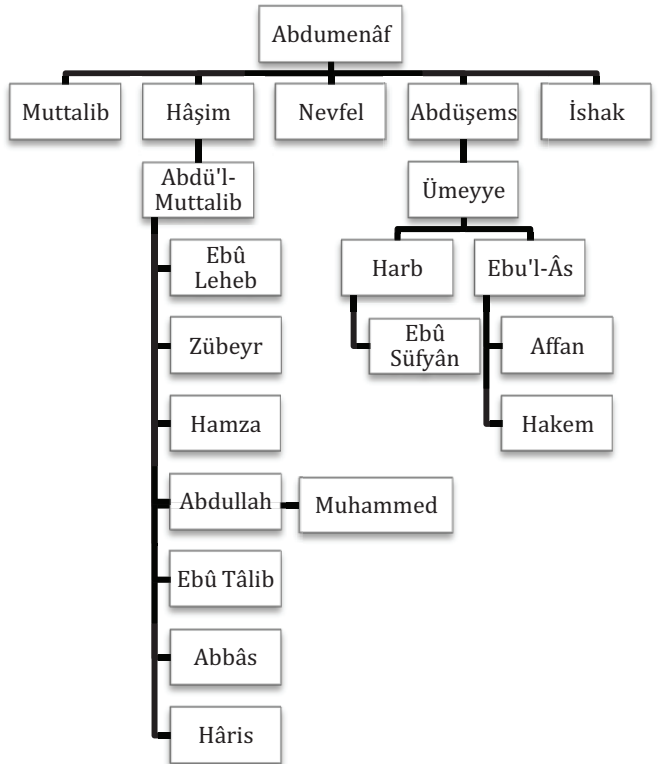 Abdumenâf
Muttalib
Hâşim
Nevfel
Abdüşems
İshak
Abdü'l-
Muttalib
Ümeyye
Ebû
Leheb
Harb
Ebu'l-Âs
Zübeyr
Ebû
Süfyân
Affan
Hamza
Hakem
Abdullah
Muhammed
Ebû Tâlib
Abbâs
Hâris